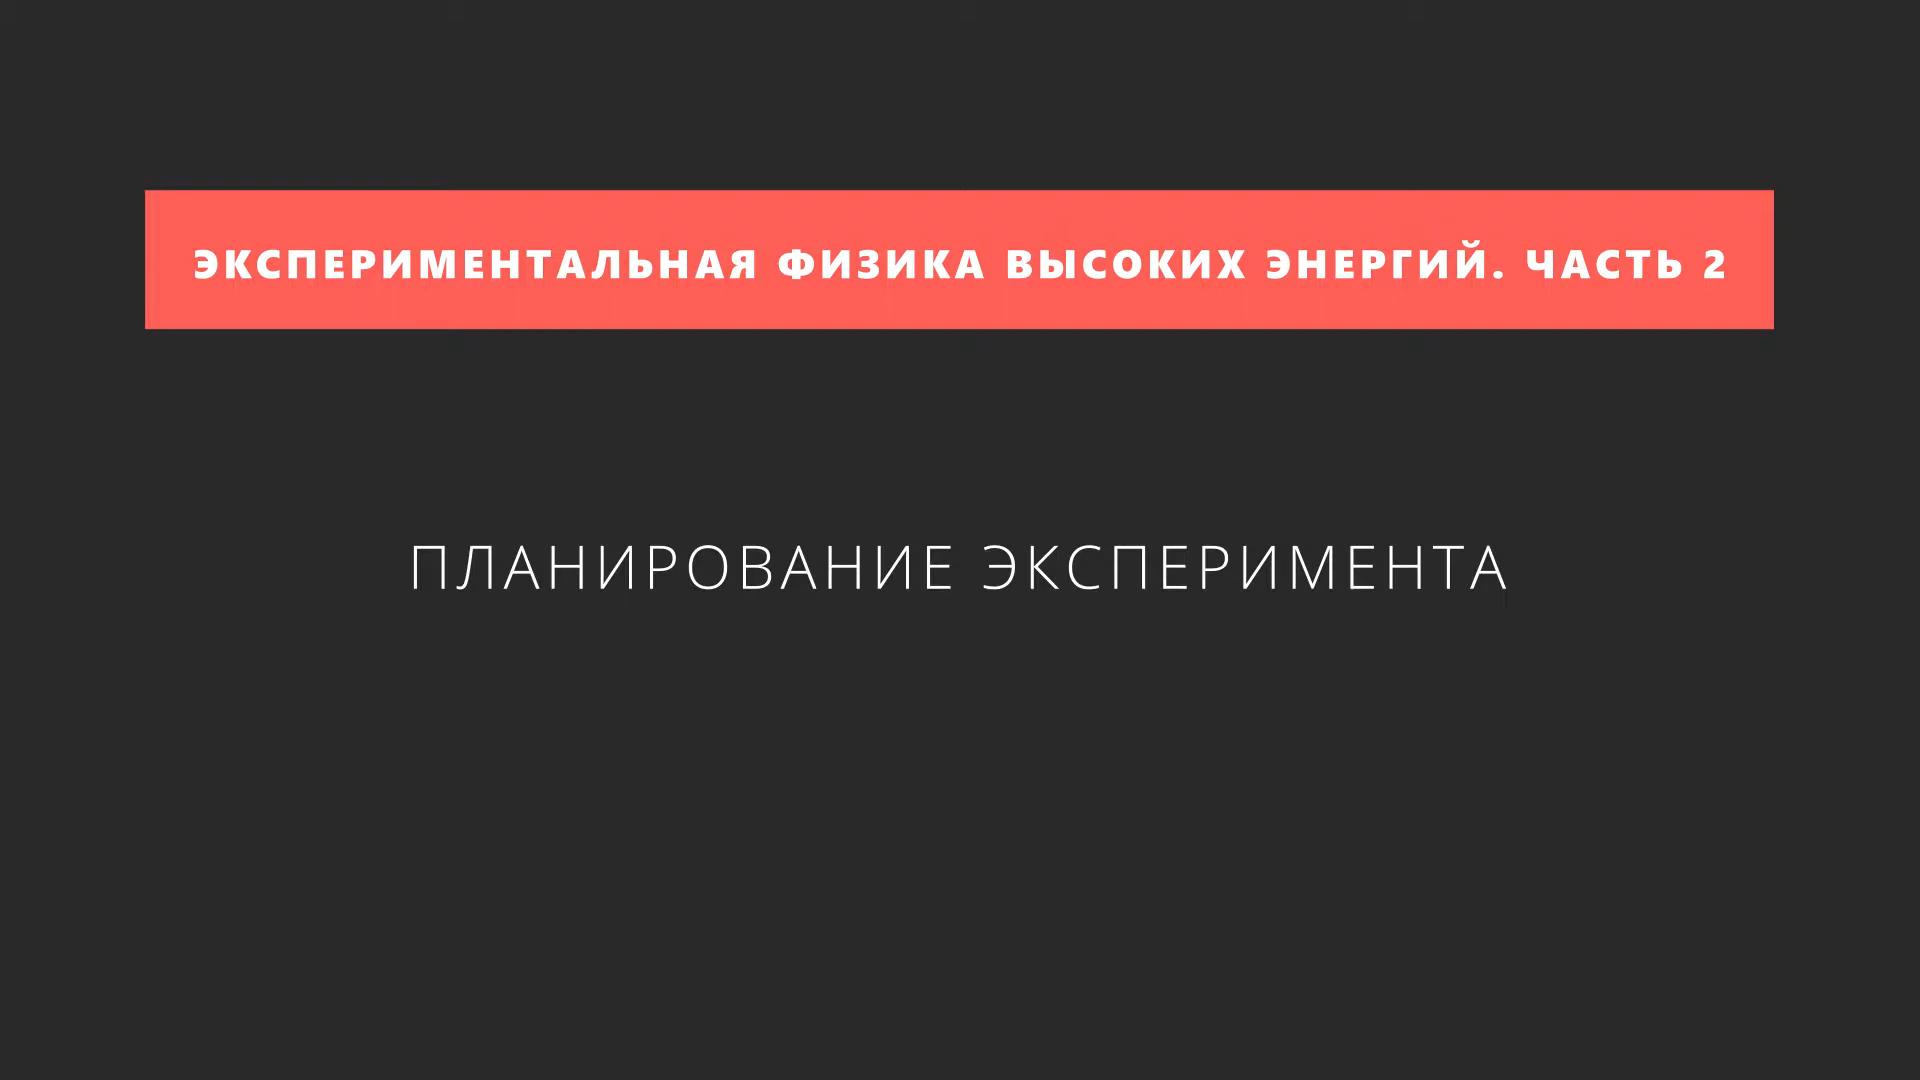 ЭКСПЕРИМЕНТАЛЬНАЯ ФИЗИКА ВЫСОКИХ ЭНЕРГИЙ. ЧАСТЬ 2
ПЛАНИРОВАНИЕ ЭКСПЕРИМЕНТА